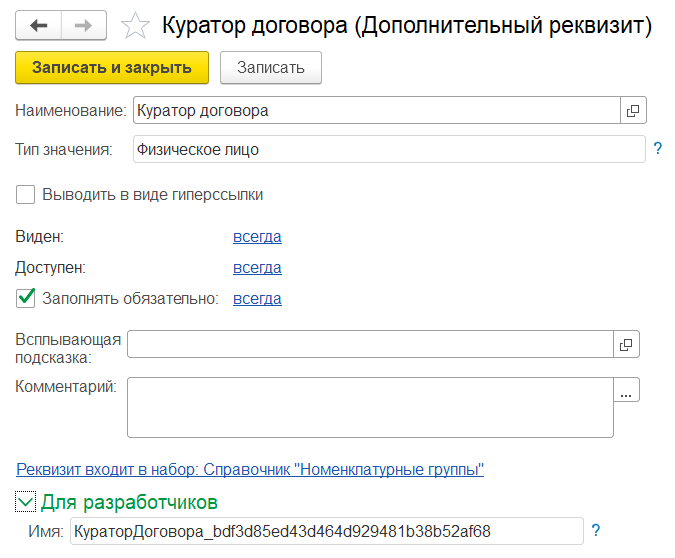 Куратор договора (Дополнительный реквизит)
Записать и закрыть
Записать
Наименование: Куратор договора
Тип значения: Физическое лицо ?
Выводить в виде гиперссылки
Виден: всегда
Доступен: всегда
Заполнять обязательно: всегда
Всплывающая
подсказка:
Комментарий: ...
Реквизит входит в набор: Справочник "Номенклатурные группы"
Для разработчиков
Имя: КураторДоговора_bdf3d85ed43d464d929481b38b52af68 ?